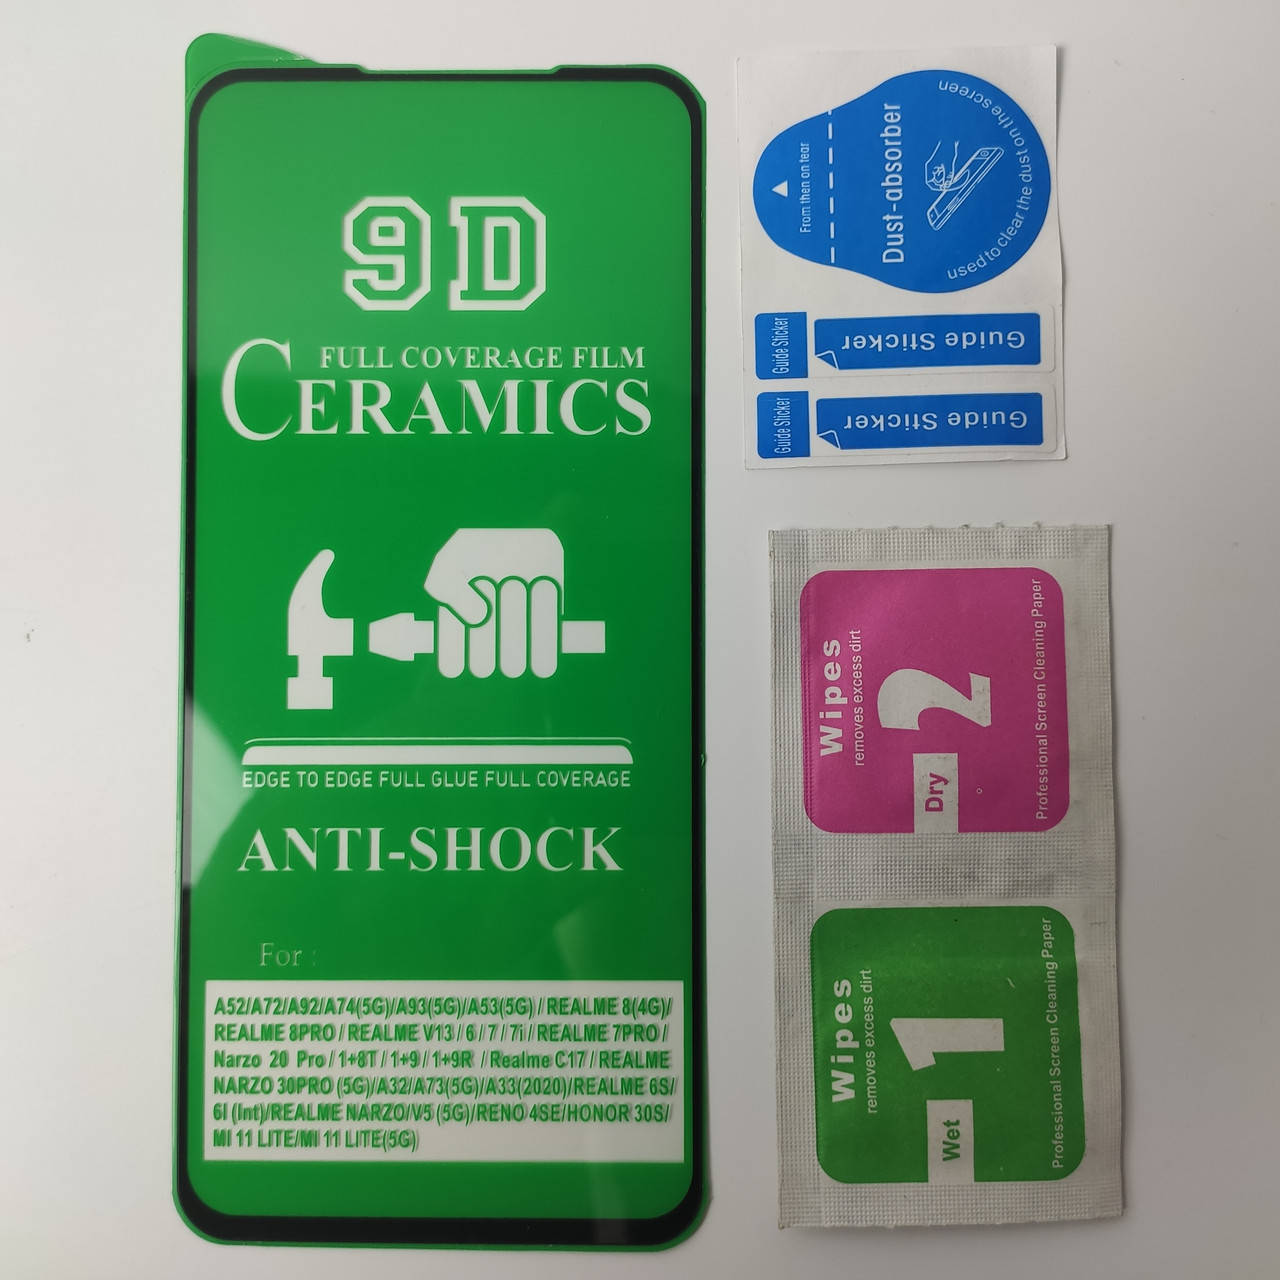 9D
FULL COVERAGE FILM
CERAMICS
EDGE TO EDGE FULL GLUE FULL COVERAGE
ANTI-SHOCK
For :
A52/A72/A92/A74(5G)/A93(5G)/A53(5G) / REALME 8(4G)/
REALME 8PRO / REALME V13 / 6 / 7 / 7i / REALME 7PRO /
Narzo 20 Pro / 1+8T / 1+9 / 1+9R / Realme C17 / REALME
NARZO 30PRO (5G)/A32/A73(5G)/A33(2020)/REALME 6S/
6I (Int)/REALME NARZO/V5 (5G)/RENO 4SE/HONOR 30S/
MI 11 LITE/MI 11 LITE(5G)
From then on tear
Dust-absorber
used to clear the dust on the screen
Guide Sticker
Guide Sticker
Guide Sticker
Guide Sticker
Wipes
removes excess dirt
2
Dry
Professional Screen Cleaning Paper
Wipes
removes excess dirt
1
Wet
Professional Screen Cleaning Paper